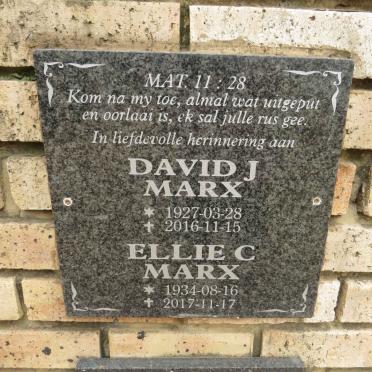 MAT. 11 : 28
Kom na my toe, almal wat uitgeput
en oorlaai is, ek sal julle rus gee.
In liefdevolle herinnering aan
DAVID J
MARX
* 1927-03-28
✝ 2016-11-15
ELLIE C
MARX
* 1934-08-16
✝ 2017-11-17